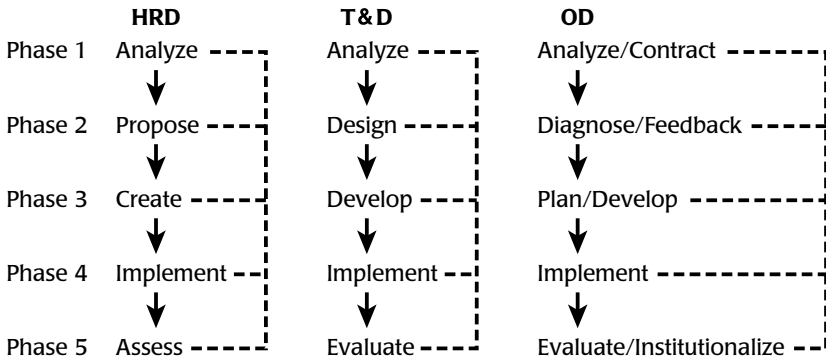 HRD T&D OD
Phase 1 Analyze Analyze Analyze/Contract
Phase 2 Propose Design Diagnose/Feedback
Phase 3 Create Develop Plan/Develop
Phase 4 Implement Implement Implement
Phase 5 Assess Evaluate Evaluate/Institutionalize